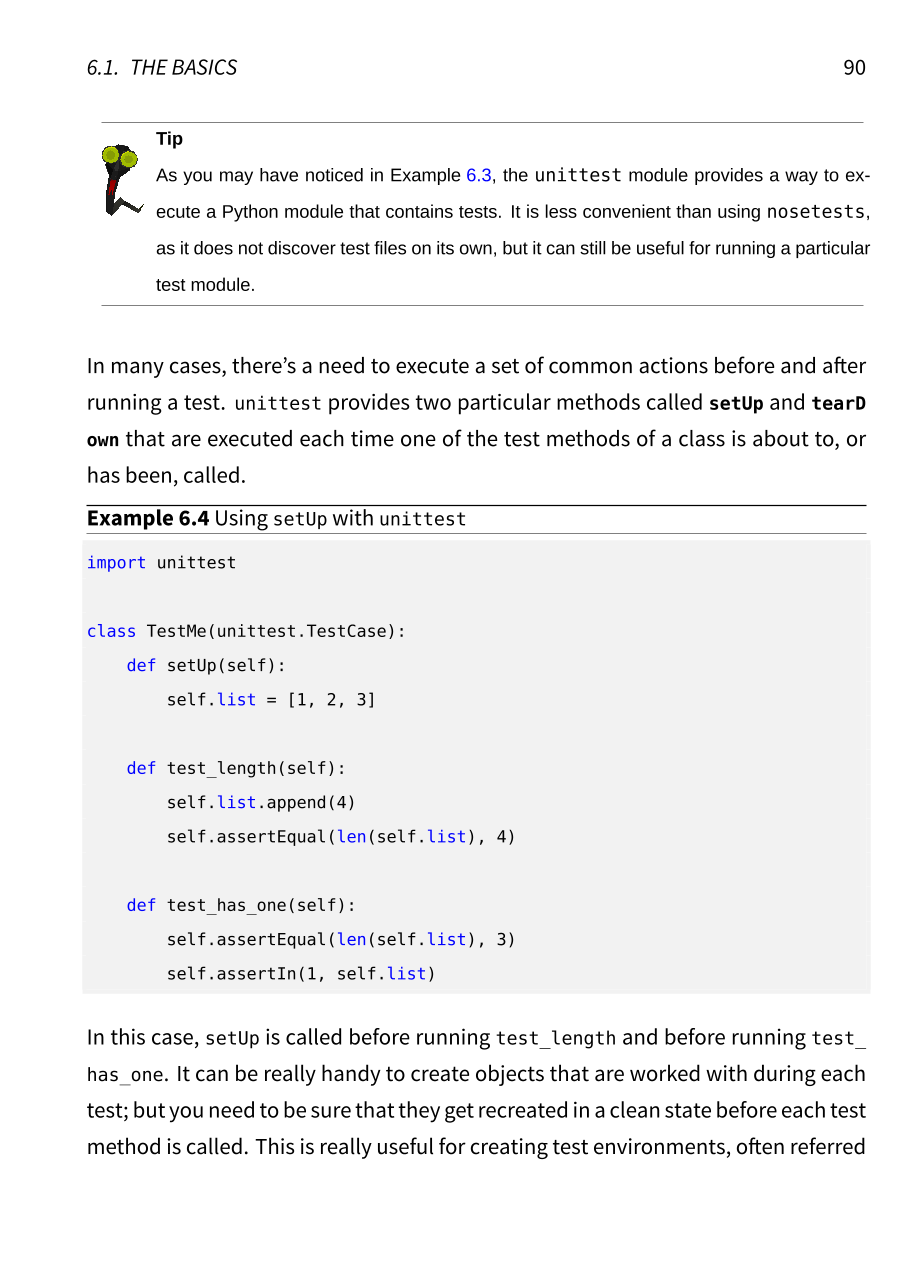 6.1. THE BASICS 90
Tip
As you may have noticed in Example 6.3, the unittest module provides a way to ex-
ecute a Python module that contains tests. It is less convenient than using nosetests,
as it does not discover test files on its own, but it can still be useful for running a particular
test module.
In many cases, there's a need to execute a set of common actions before and after
running a test. unittest provides two particular methods called setUp and tearD
own that are executed each time one of the test methods of a class is about to, or
has been, called.
Example 6.4 Using setUp with unittest
import unittest
class TestMe(unittest.TestCase):
    def setUp(self):
        self.list = [1, 2, 3]
    def test_length(self):
        self.list.append(4)
        self.assertEqual(len(self.list), 4)
    def test_has_one(self):
        self.assertEqual(len(self.list), 3)
        self.assertIn(1, self.list)
In this case, setUp is called before running test_length and before running test_
has_one. It can be really handy to create objects that are worked with during each
test; but you need to be sure that they get recreated in a clean state before each test
method is called. This is really useful for creating test environments, often referred